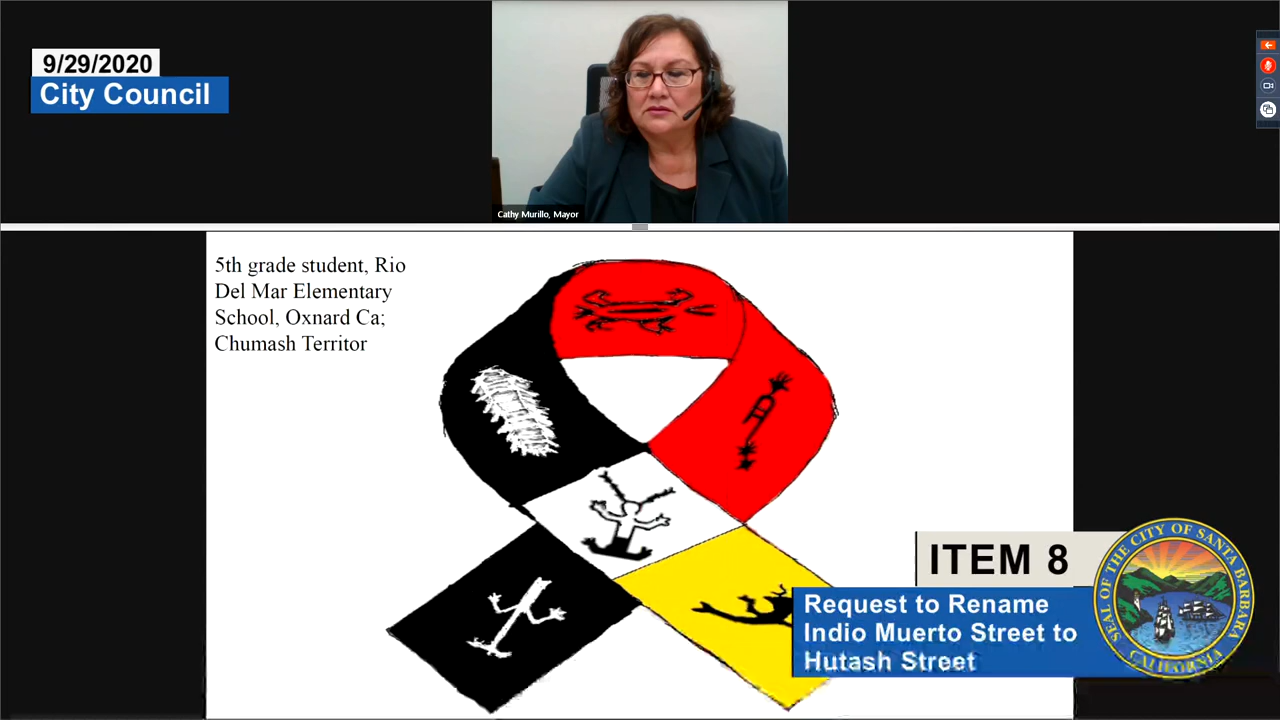 9/29/2020
City Council
Cathy Murillo, Mayor
5th grade student, Rio
Del Mar Elementary
School, Oxnard Ca;
Chumash Territor
ITEM 8
Request to Rename
Indio Muerto Street to
Hutash Street
SEAL OF THE CITY OF SANTA BARBARA
CALIFORNIA